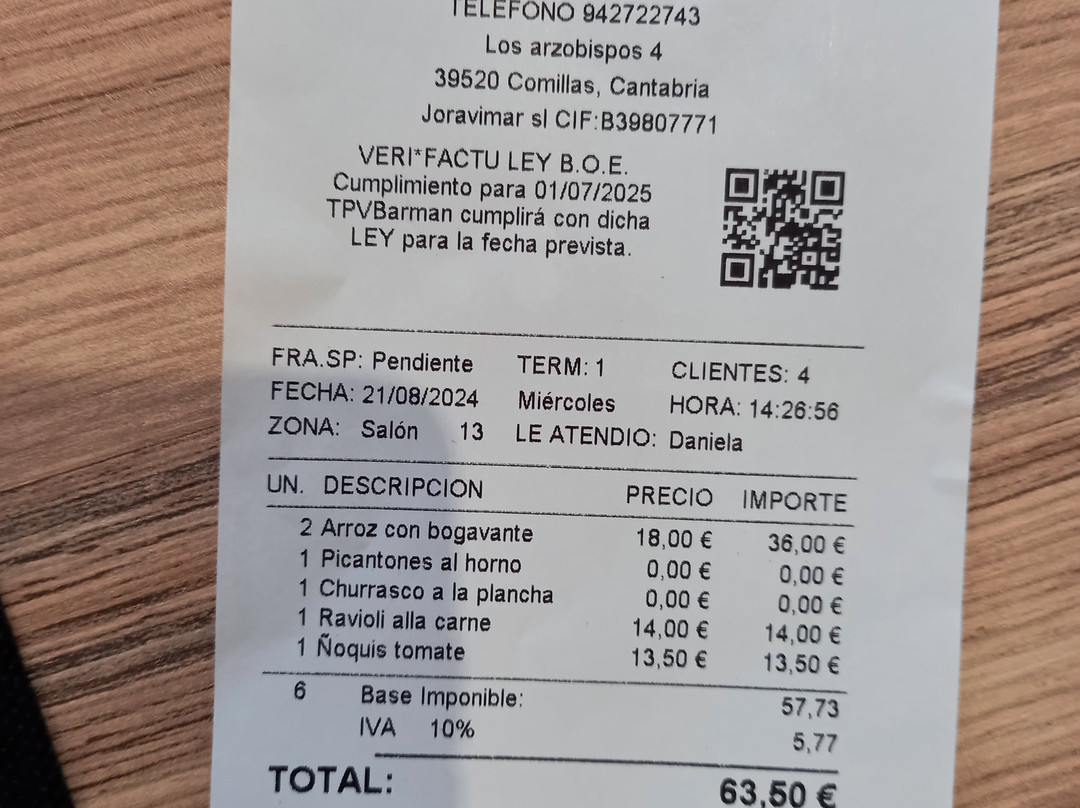 TELEFONO 942722743
Los arzobispos 4
39520 Comillas, Cantabria
Joravimar sl CIF:B39807771
VERI*FACTU LEY B.O.E.
Cumplimiento para 01/07/2025
TPVBarman cumplirá con dicha
LEY para la fecha prevista.
FRA.SP: Pendiente TERM: 1 CLIENTES: 4
FECHA: 21/08/2024 Miércoles HORA: 14:26:56
ZONA: Salón 13 LE ATENDIO: Daniela
UN. DESCRIPCION PRECIO IMPORTE
2 Arroz con bogavante 18,00 € 36,00 €
1 Picantones al horno 0,00 € 0,00 €
1 Churrasco a la plancha 0,00 € 0,00 €
1 Ravioli alla carne 14,00 € 14,00 €
1 Ñoquis tomate 13,50 € 13,50 €
6 Base Imponible: 57,73
IVA 10% 5,77
TOTAL: 63,50 €